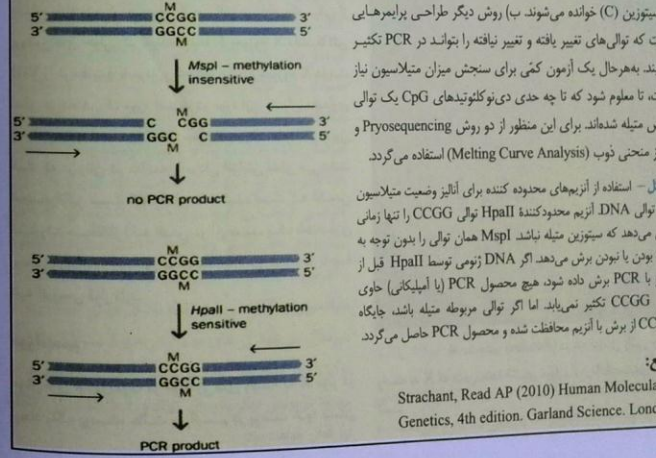 M
5′ CCGG 3′
3′ GGCC 5′
M
MspI – methylation
insensitive
M
5′ C CGG 3′
3′ GGC C 5′
M
no PCR product
M
5′ CCGG 3′
3′ GGCC 5′
M
HpaII – methylation
sensitive
M
5′ CCGG 3′
3′ GGCC 5′
M
PCR product
سیتوزین (C) خوانده می‌شوند. ب) روش دیگر طراحی پرایمرهایی
که توالی‌های تغییر یافته و تغییر نیافته را بتواند در PCR تکثیر
به‌هرحال یک آزمون کمّی برای سنجش میزان متیلاسیون نیاز
تا معلوم شود که تا چه حدی دی‌نوکلئوتیدهای CpG یک توالی
متیله شده‌اند. برای این منظور از دو روش Pryosequencing و
منحنی ذوب (Melting Curve Analysis) استفاده می‌گردد.
– استفاده از آنزیم‌های محدوده کننده برای آنالیز وضعیت متیلاسیون
توالی DNA. آنزیم محدودکنندهٔ HpaII توالی CCGG را تنها زمانی
می‌دهد که سیتوزین متیله نباشد. MspI همان توالی را بدون توجه به
بودن یا نبودن برش می‌دهد. اگر DNA ژنومی توسط HpaII قبل از
با PCR برش داده شود، هیچ محصول PCR (یا آمپلیکانی) حاوی
CCGG تکثیر نمی‌یابد. اما اگر توالی مربوطه متیله باشد، جایگاه
از برش با آنزیم محافظت شده و محصول PCR حاصل می‌گردد.
Strachant, Read AP (2010) Human
Genetics, 4th edition. Garland Science.